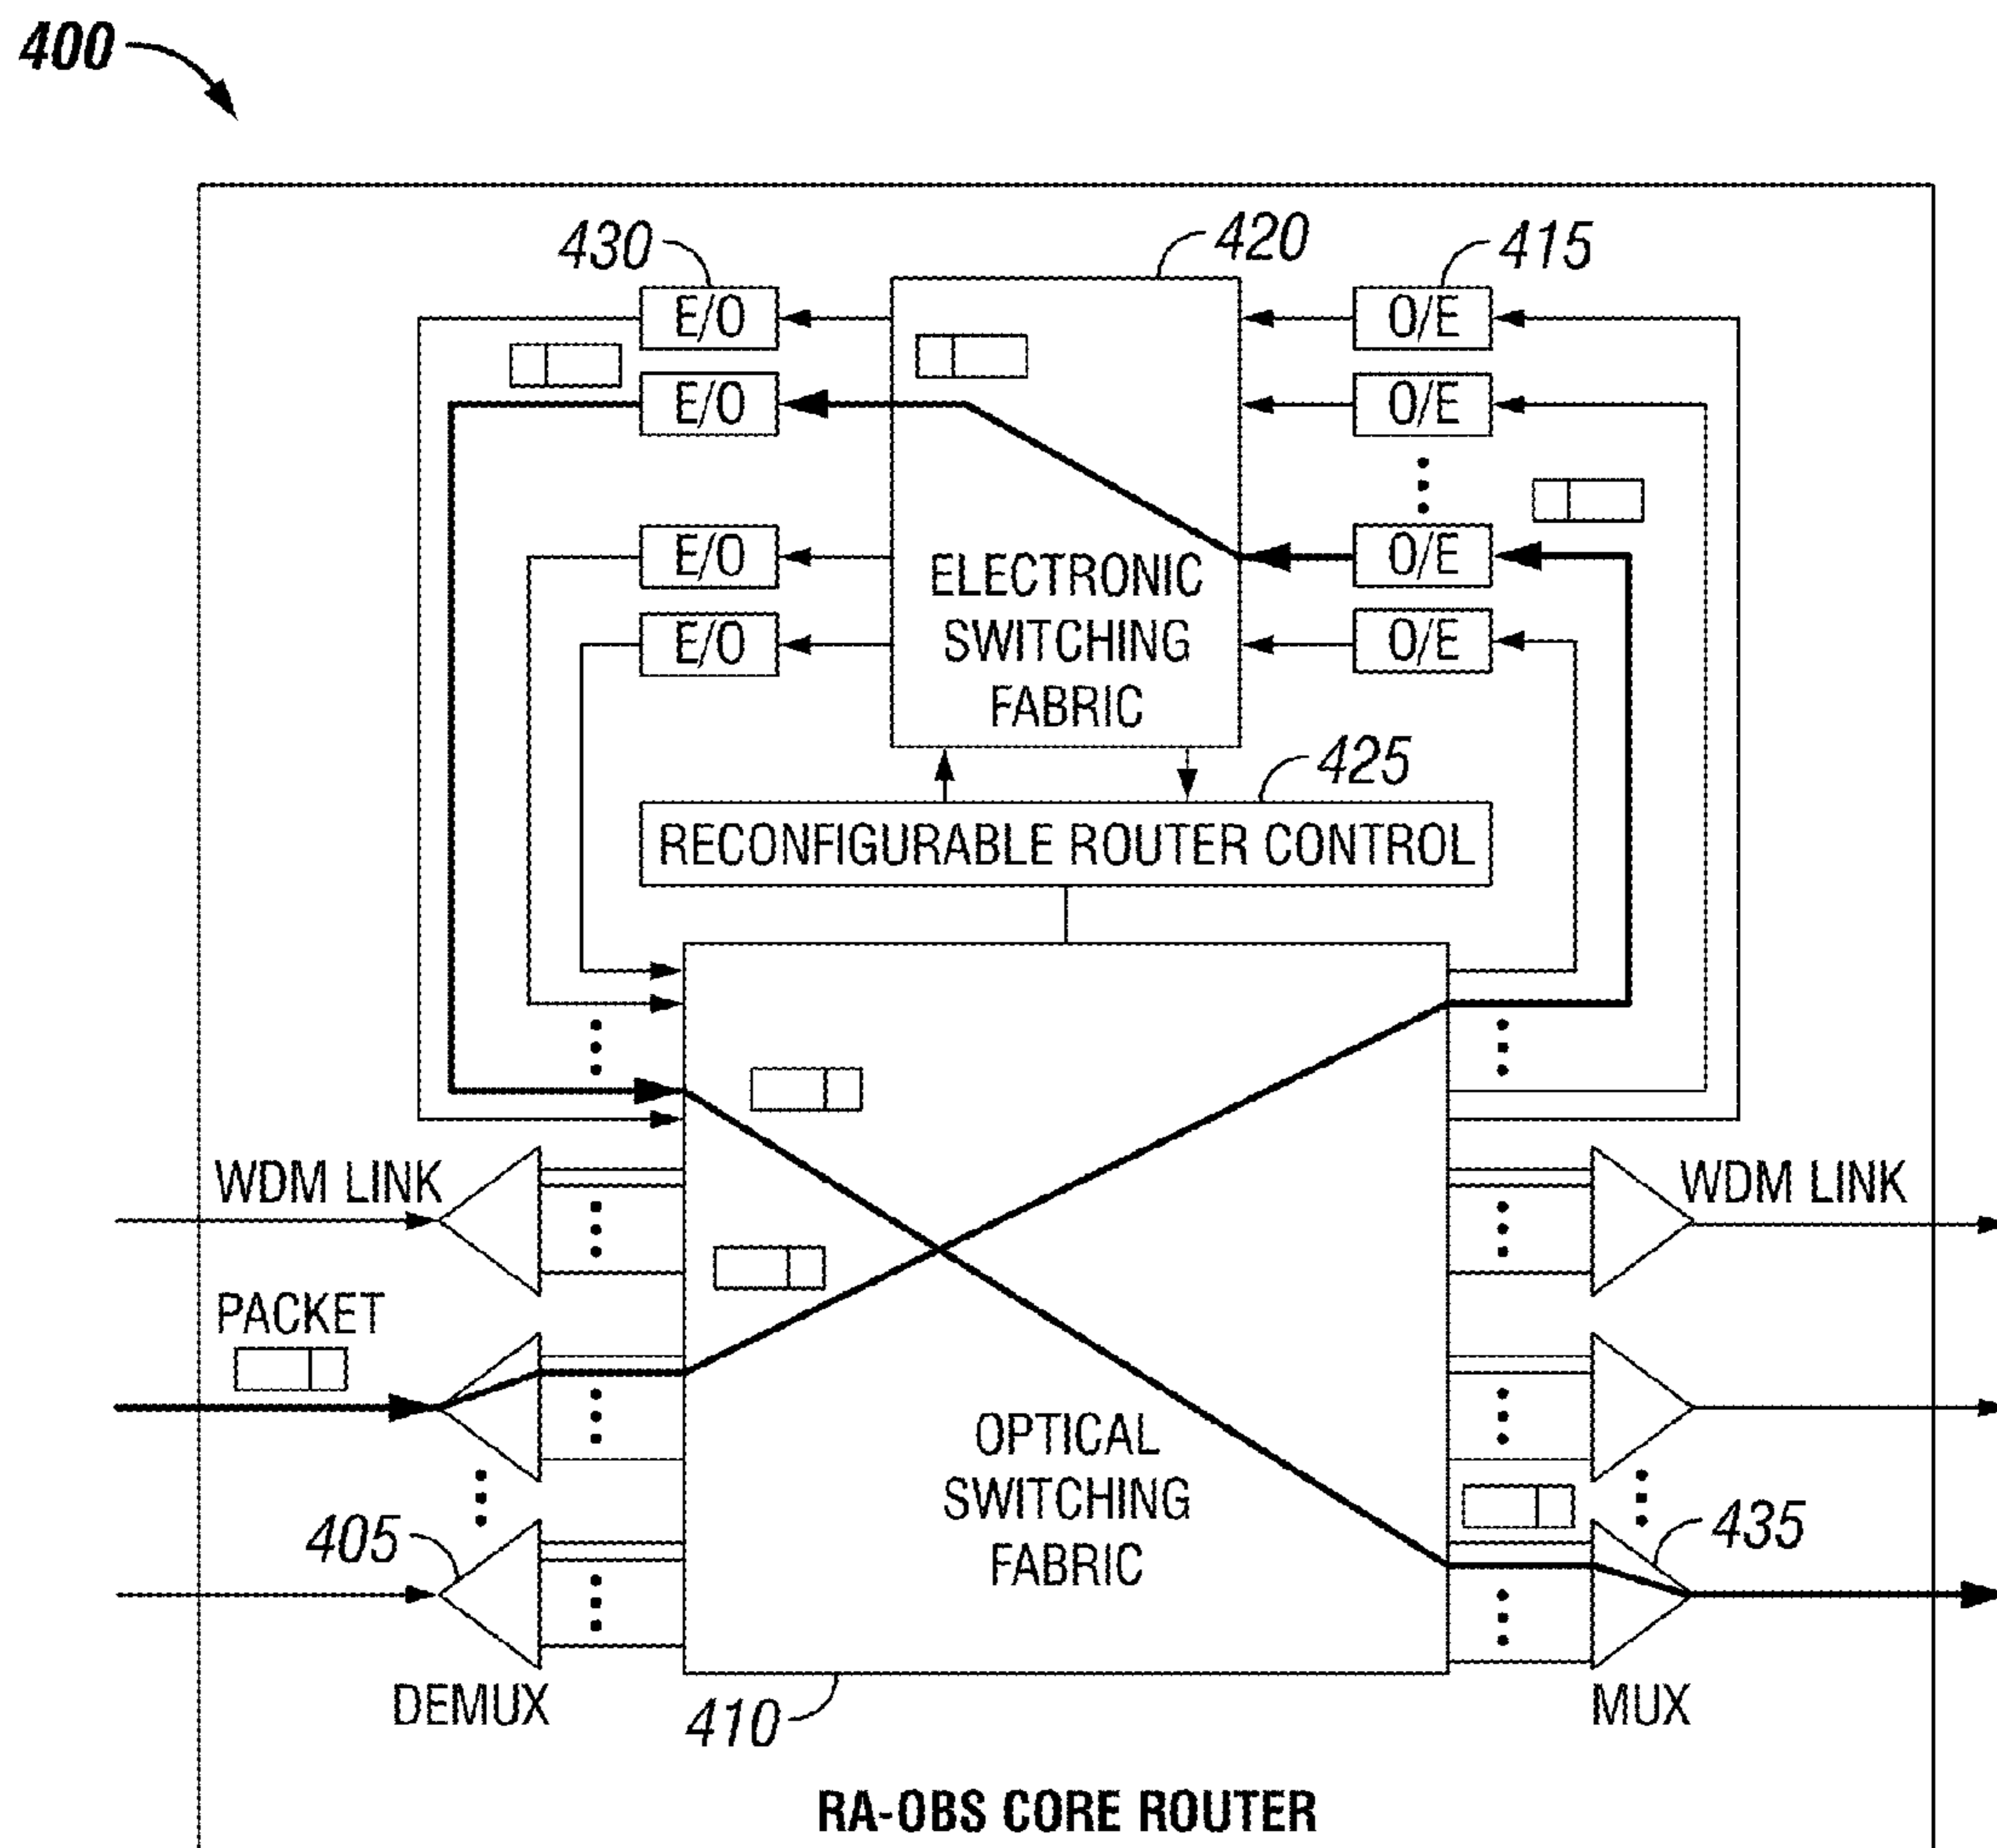 400
430
420
415
E/O
O/E
E/O
O/E
E/O
O/E
E/O
O/E
ELECTRONIC
SWITCHING
FABRIC
425
RECONFIGURABLE ROUTER CONTROL
WDM LINK
WDM LINK
PACKET
OPTICAL
SWITCHING
FABRIC
405
435
DEMUX
410
MUX
RA-OBS CORE ROUTER